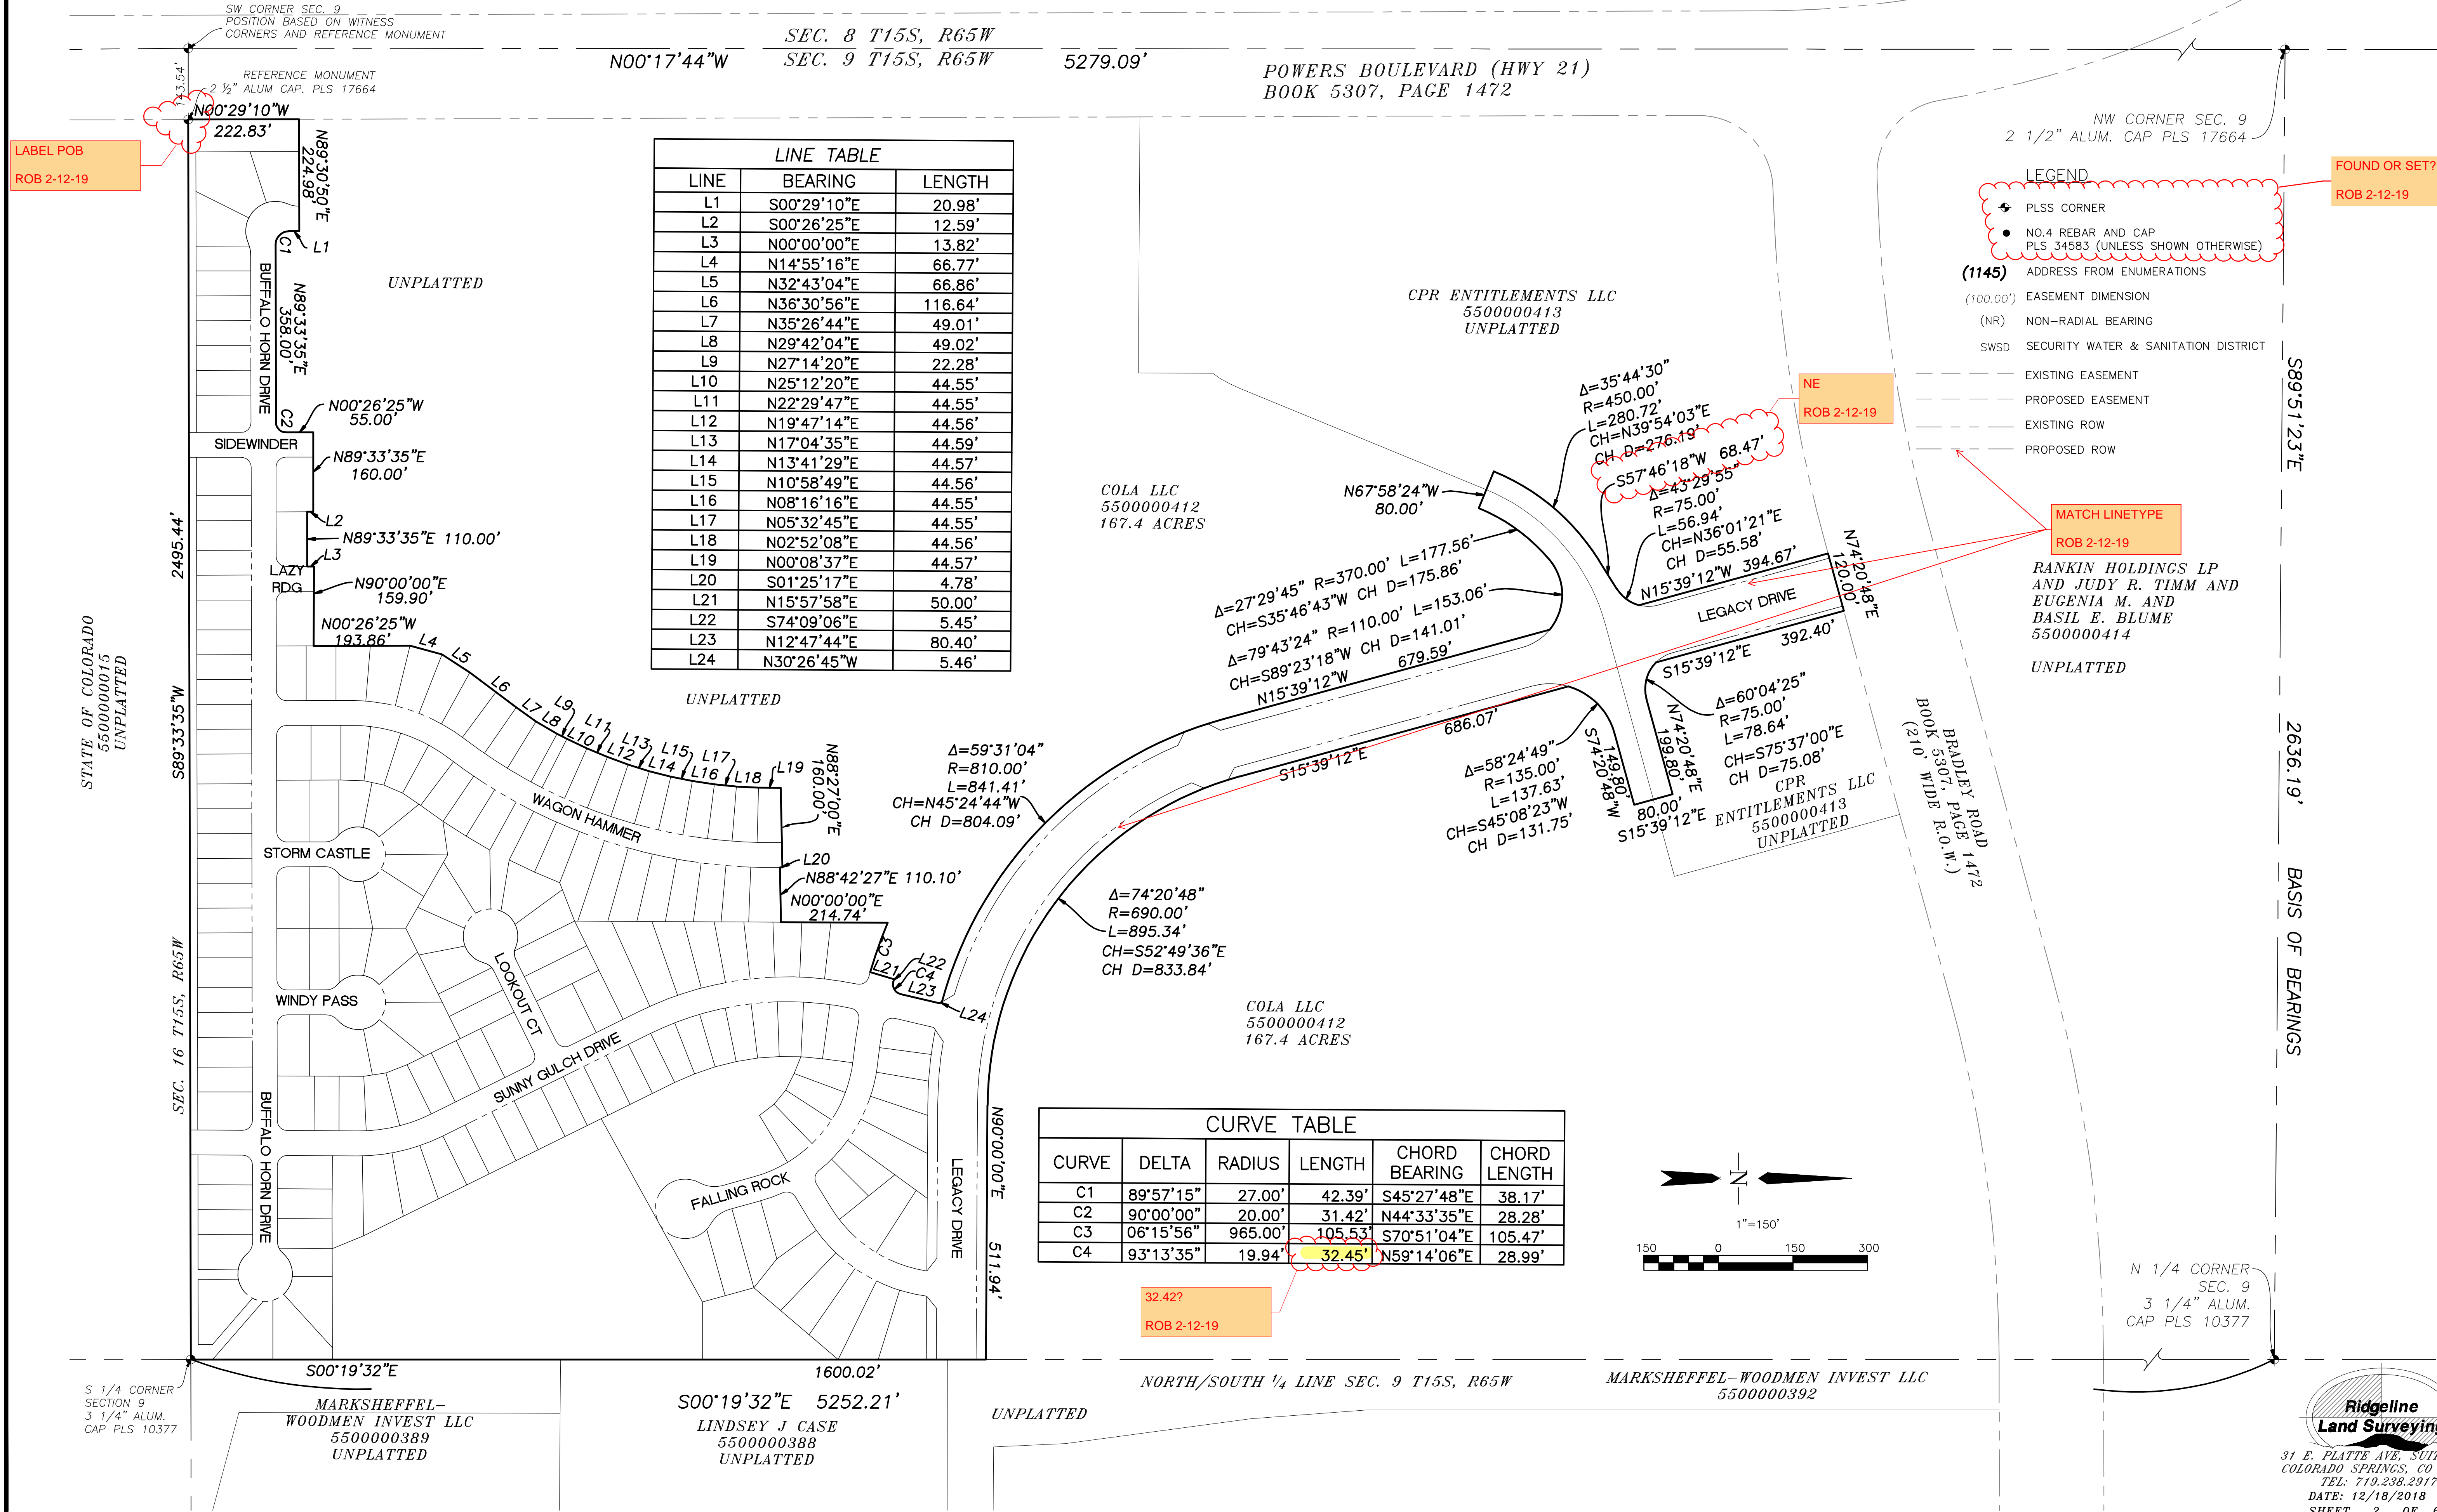 SW CORNER SEC. 9
POSITION BASED ON WITNESS
CORNERS AND REFERENCE MONUMENT
143.54'
REFERENCE MONUMENT
2 ½" ALUM CAP. PLS 17664
N00°29'10"W
222.83'
N89°30'50"E
224.98'
LABEL POB
ROB 2-12-19
SEC. 8 T15S, R65W
N00°17'44"W
SEC. 9 T15S, R65W
5279.09'
POWERS BOULEVARD (HWY 21)
BOOK 5307, PAGE 1472
NW CORNER SEC. 9
2 1/2" ALUM. CAP PLS 17664
LEGEND
PLSS CORNER
NO.4 REBAR AND CAP
PLS 34583 (UNLESS SHOWN OTHERWISE)
(1145) ADDRESS FROM ENUMERATIONS
(100.00') EASEMENT DIMENSION
(NR) NON-RADIAL BEARING
SWSD SECURITY WATER & SANITATION DISTRICT
EXISTING EASEMENT
PROPOSED EASEMENT
EXISTING ROW
PROPOSED ROW
FOUND OR SET?
ROB 2-12-19
LINE TABLE
LINE BEARING LENGTH
L1 S00°29'10"E 20.98'
L2 S00°26'25"E 12.59'
L3 N00°00'00"E 13.82'
L4 N14°55'16"E 66.77'
L5 N32°43'04"E 66.86'
L6 N36°30'56"E 116.64'
L7 N35°26'44"E 49.01'
L8 N29°42'04"E 49.02'
L9 N27°14'20"E 22.28'
L10 N25°12'20"E 44.55'
L11 N22°29'47"E 44.55'
L12 N19°47'14"E 44.56'
L13 N17°04'35"E 44.59'
L14 N13°41'29"E 44.57'
L15 N10°58'49"E 44.56'
L16 N08°16'16"E 44.55'
L17 N05°32'45"E 44.55'
L18 N02°52'08"E 44.56'
L19 N00°08'37"E 44.57'
L20 S01°25'17"E 4.78'
L21 N15°57'58"E 50.00'
L22 S74°09'06"E 5.45'
L23 N12°47'44"E 80.40'
L24 N30°26'45"W 5.46'
C1
L1
UNPLATTED
BUFFALO HORN DRIVE
N89°33'35"E
358.00'
C2
N00°26'25"W
55.00'
SIDEWINDER
N89°33'35"E
160.00'
L2
N89°33'35"E 110.00'
L3
LAZY
RDG
N90°00'00"E
159.90'
N00°26'25"W
193.86'
L4
L5
L6
L7
L8
L9
L10
L11
L12
L13
L14
L15
L16
L17
L18
L19
2495.44'
S89°33'35"W
STATE OF COLORADO
5500000015
UNPLATTED
SEC. 16 T15S, R65W
UNPLATTED
N88°27'00"E
160.00'
WAGON HAMMER
L20
N88°42'27"E 110.10'
N00°00'00"E
214.74'
STORM CASTLE
WINDY PASS
LOOKOUT CT
SUNNY GULCH DRIVE
BUFFALO HORN DRIVE
FALLING ROCK
C3
L21
L22
C4
L23
L24
LEGACY DRIVE
N90°00'00"E
511.94'
CPR ENTITLEMENTS LLC
5500000413
UNPLATTED
COLA LLC
5500000412
167.4 ACRES
Δ=35°44'30"
R=450.00'
L=280.72'
CH=N39°54'03"E
CH D=276.19'
NE
ROB 2-12-19
S57°46'18"W 68.47'
Δ=43°29'55"
R=75.00'
L=56.94'
CH=N36°01'21"E
CH D=55.58'
N67°58'24"W
80.00'
N15°39'12"W 394.67'
N74°20'48"E
120.00'
LEGACY DRIVE
S15°39'12"E 392.40'
Δ=27°29'45" R=370.00' L=177.56'
CH=S35°46'43"W CH D=175.86'
Δ=79°43'24" R=110.00' L=153.06'
CH=S89°23'18"W CH D=141.01'
N15°39'12"W 679.59'
S15°39'12"E 686.07'
Δ=60°04'25"
R=75.00'
L=78.64'
CH=S75°37'00"E
CH D=75.08'
N74°20'48"E
199.80'
149.80'
S74°20'48"W
80.00'
S15°39'12"E
Δ=58°24'49"
R=135.00'
L=137.63'
CH=S45°08'23"W
CH D=131.75'
CPR
ENTITLEMENTS LLC
5500000413
UNPLATTED
MATCH LINETYPE
ROB 2-12-19
RANKIN HOLDINGS LP
AND JUDY R. TIMM AND
EUGENIA M. AND
BASIL E. BLUME
5500000414
UNPLATTED
BRADLEY ROAD
BOOK 5307, PAGE 1472
(210' WIDE R.O.W.)
S89°51'23"E 2636.19' BASIS OF BEARINGS
Δ=59°31'04"
R=810.00'
L=841.41'
CH=N45°24'44"W
CH D=804.09'
Δ=74°20'48"
R=690.00'
L=895.34'
CH=S52°49'36"E
CH D=833.84'
COLA LLC
5500000412
167.4 ACRES
CURVE TABLE
CURVE DELTA RADIUS LENGTH CHORD BEARING CHORD LENGTH
C1 89°57'15" 27.00' 42.39' S45°27'48"E 38.17'
C2 90°00'00" 20.00' 31.42' N44°33'35"E 28.28'
C3 06°15'56" 965.00' 105.53' S70°51'04"E 105.47'
C4 93°13'35" 19.94' 32.45' N59°14'06"E 28.99'
32.42?
ROB 2-12-19
N
1"=150'
150 0 150 300
N 1/4 CORNER
SEC. 9
3 1/4" ALUM.
CAP PLS 10377
S 1/4 CORNER
SECTION 9
3 1/4" ALUM.
CAP PLS 10377
S00°19'32"E
1600.02'
MARKSHEFFEL-
WOODMEN INVEST LLC
5500000389
UNPLATTED
S00°19'32"E 5252.21'
LINDSEY J CASE
5500000388
UNPLATTED
UNPLATTED
NORTH/SOUTH ¼ LINE SEC. 9 T15S, R65W
MARKSHEFFEL-WOODMEN INVEST LLC
5500000392
Ridgeline
Land Surveying
31 E. PLATTE AVE, SUIT
COLORADO SPRINGS, CO
TEL: 719.238.2917
DATE: 12/18/2018
SHEET 2 OF